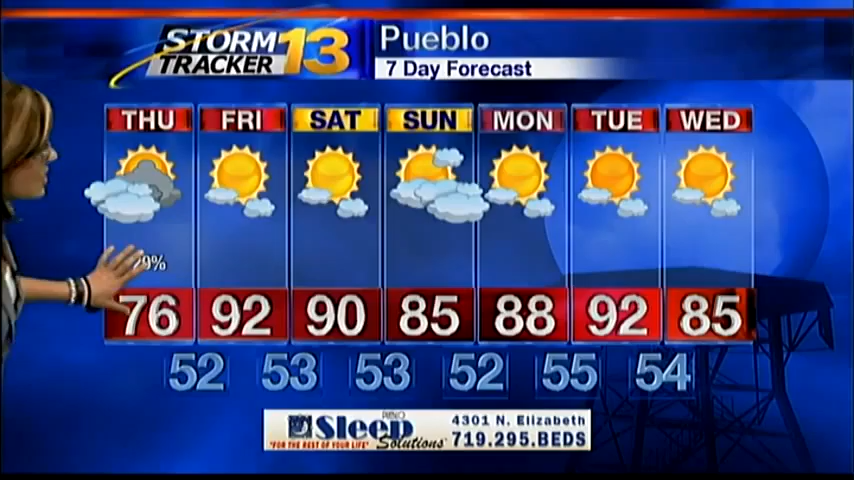 STORM
TRACKER 13
Pueblo
7 Day Forecast
THU FRI SAT SUN MON TUE WED
76 92 90 85 88 92 85
52 53 53 52 55 54
PUEBLO
Sleep
Solutions
"FOR THE REST OF YOUR LIFE"
4301 N. Elizabeth
719.295.BEDS